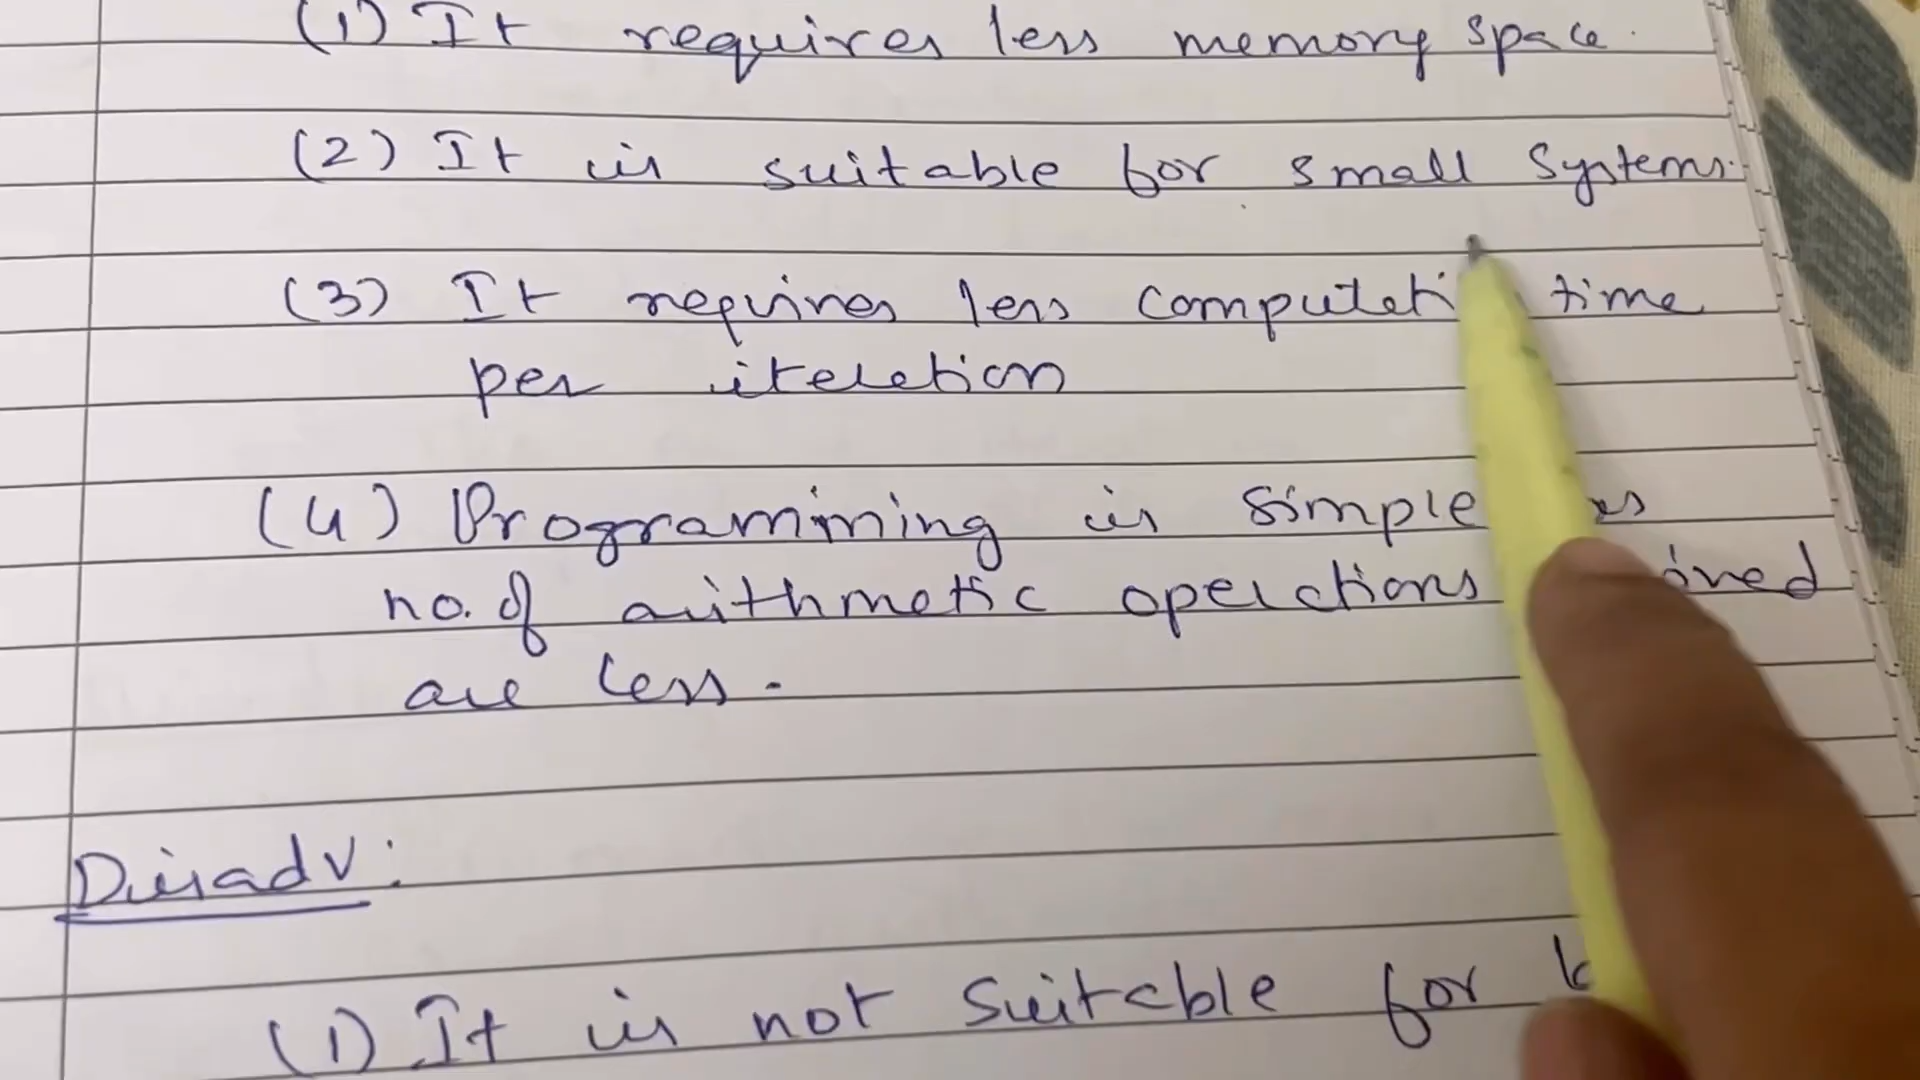 (1) It requires less memory space.
(2) It is suitable for small systems.
(3) It requires less time
per iteration
(4) Programming is simple as
no. of arithmetic operations
are less.
Disadv:
(1) It is not suitable for